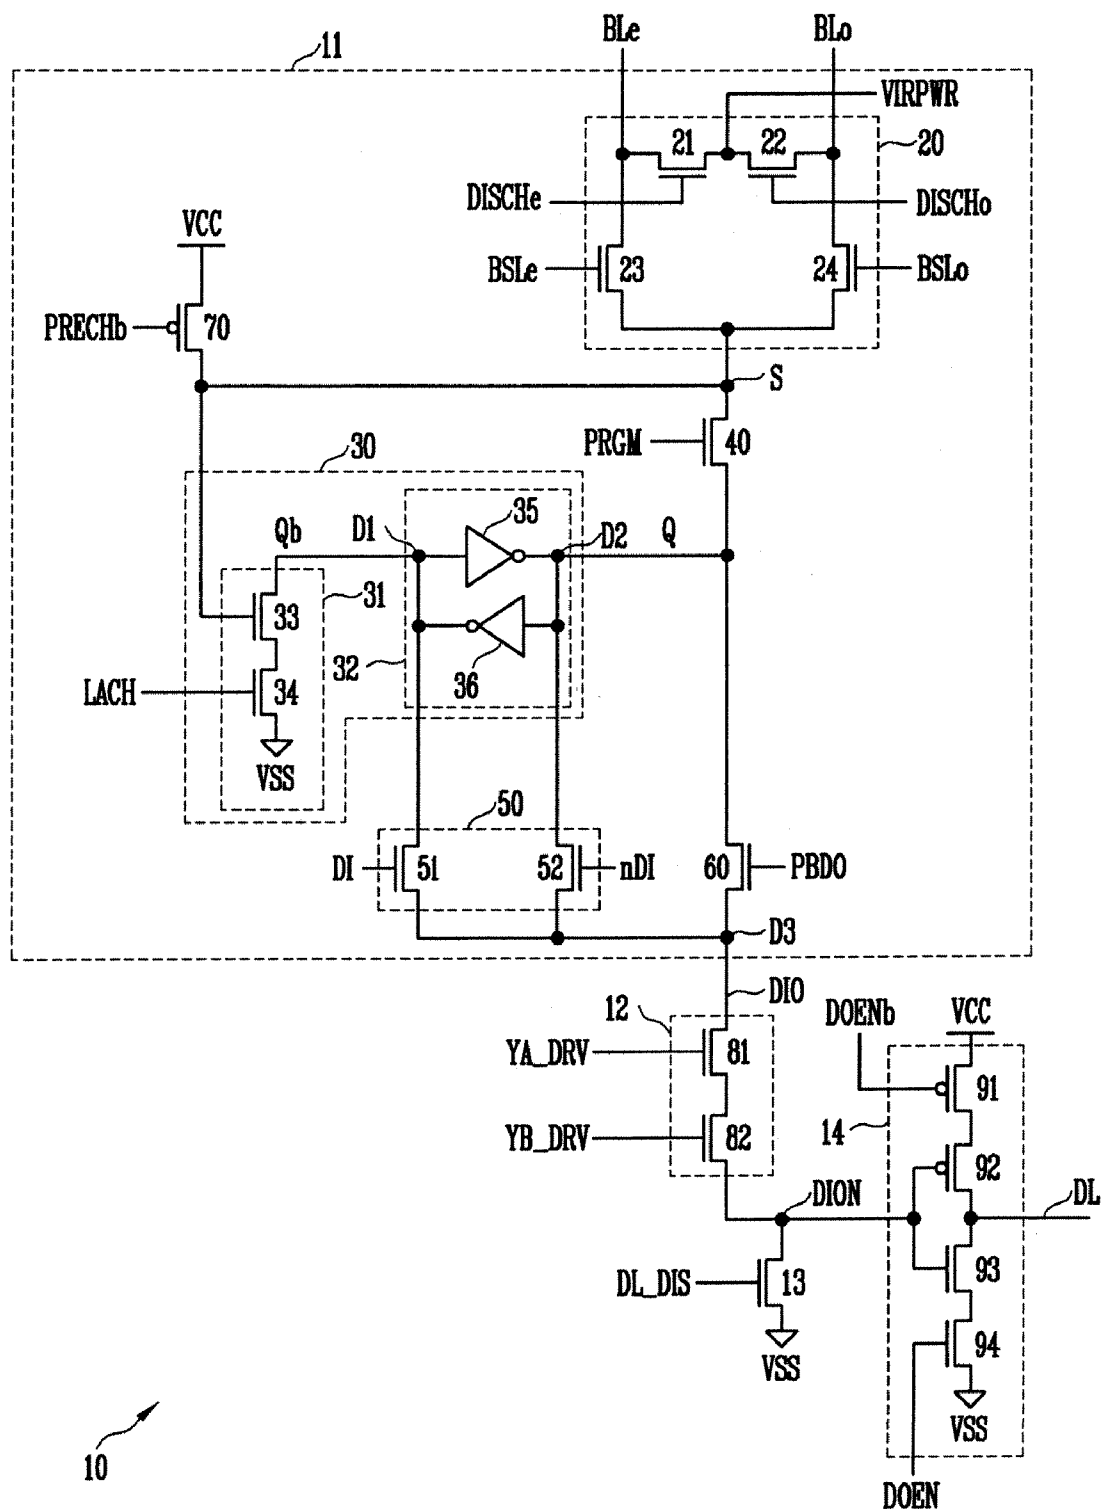 BLe BLo
11
VIRPWR
21 22 20
DISCHe DISCHo
VCC
BSLe 23 24 BSLo
PRECHb 70
S
PRGM 40
30
35
Qb D1 D2 Q
31
33
32
36
LACH 34
VSS
50
DI 51 52 nDI 60 PBDO
D3
DIO
12 DOENb VCC
YA_DRV 81
91
14
YB_DRV 82
92
DION DL
DL_DIS 13 93
94
VSS
VSS
10
DOEN